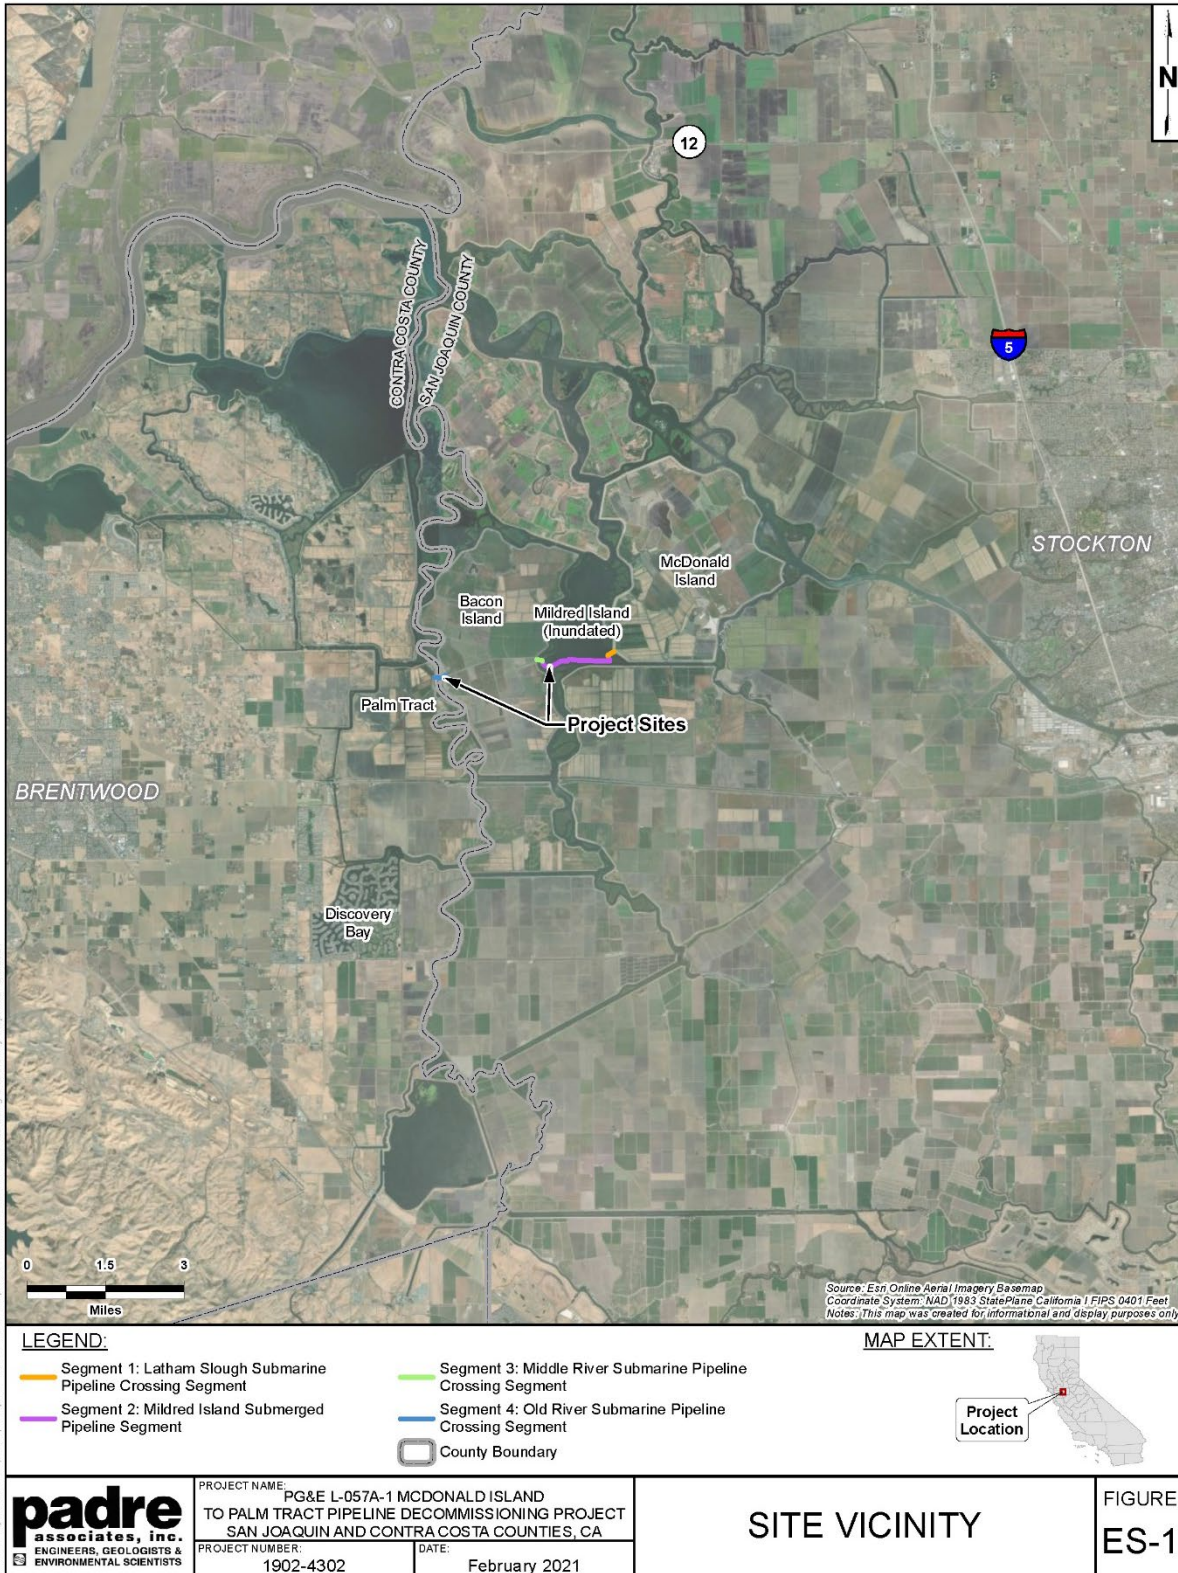 N
12
CONTRA COSTA COUNTY
SAN JOAQUIN COUNTY
5
STOCKTON
McDonald
Island
Bacon
Island
Mildred Island
(Inundated)
Palm Tract
Project Sites
BRENTWOOD
Discovery
Bay
0 1.5 3
Miles
Source: Esri Online Aerial Imagery Basemap
Coordinate System: NAD 1983 StatePlane California I FIPS 0401 Feet
Notes: This map was created for informational and display purposes only
LEGEND:
Segment 1: Latham Slough Submarine
Pipeline Crossing Segment
Segment 2: Mildred Island Submerged
Pipeline Segment
Segment 3: Middle River Submarine Pipeline
Crossing Segment
Segment 4: Old River Submarine Pipeline
Crossing Segment
County Boundary
MAP EXTENT:
Project
Location
padre
associates, inc.
ENGINEERS, GEOLOGISTS &
ENVIRONMENTAL SCIENTISTS
PROJECT NAME:
PG&E L-057A-1 MCDONALD ISLAND
TO PALM TRACT PIPELINE DECOMMISSIONING PROJECT
SAN JOAQUIN AND CONTRA COSTA COUNTIES, CA
PROJECT NUMBER:
1902-4302
DATE:
February 2021
SITE VICINITY
FIGURE
ES-1